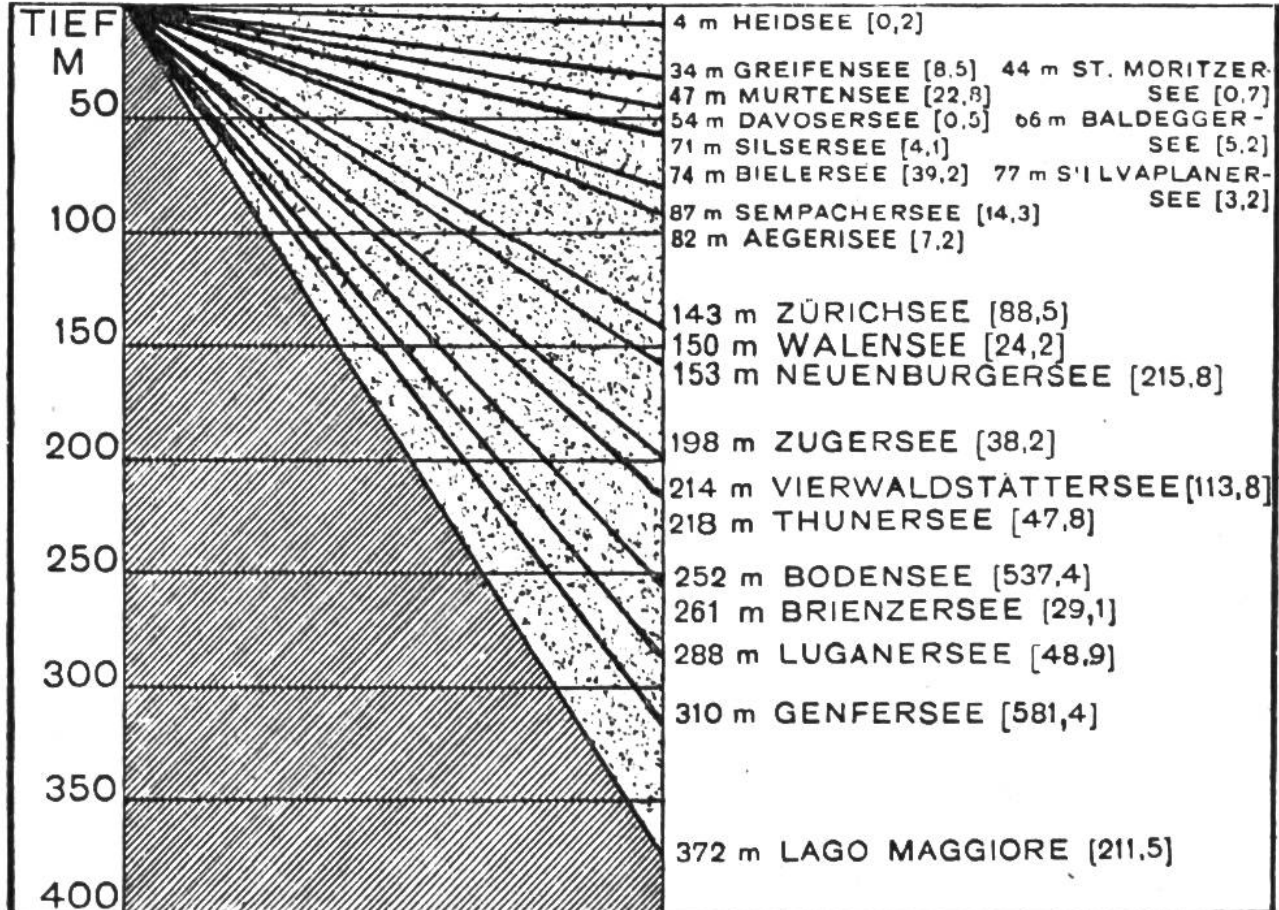 TIEF
M
50
100
150
200
250
300
350
400
4 m HEIDSEE [0,2]
34 m GREIFENSEE [8,5] 44 m ST. MORITZER-
47 m MURTENSEE [22,8] SEE [0,7]
54 m DAVOSERSEE [0,5] 66 m BALDEGGER-
71 m SILSERSEE [4,1] SEE [5,2]
74 m BIELERSEE [39,2] 77 m SILVAPLANER-
SEE [3,2]
87 m SEMPACHERSEE [14,3]
82 m AEGERISEE [7,2]
143 m ZÜRICHSEE [88,5]
150 m WALENSEE [24,2]
153 m NEUENBURGERSEE [215,8]
198 m ZUGERSEE [38,2]
214 m VIERWALDSTÄTTERSEE [113,8]
218 m THUNERSEE [47,8]
252 m BODENSEE [537,4]
261 m BRIENZERSEE [29,1]
288 m LUGANERSEE [48,9]
310 m GENFERSEE [581,4]
372 m LAGO MAGGIORE [211,5]